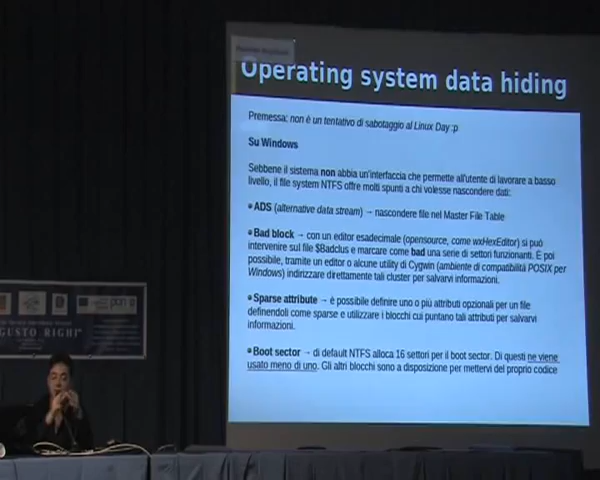 Operating system data hiding
Premessa: non è un tentativo di sabotaggio al Linux Day :p
Su Windows
Sebbene il sistema non abbia un'interfaccia che permette all'utente di lavorare a basso
livello, il file system NTFS offre molti spunti a chi volesse nascondere dati:
ADS (alternative data stream) → nascondere file nel Master File Table
Bad block → con un editor esadecimale (opensource, come wxHexEditor) si può
intervenire sul file $Badclus e marcare come bad una serie di settori funzionanti. È poi
possibile, tramite un editor o alcune utility di Cygwin (ambiente di compatibilità POSIX per
Windows) indirizzare direttamente tali cluster per salvarvi informazioni.
Sparse attribute → è possibile definire uno o più attributi opzionali per un file
definendoli come sparse e utilizzare i blocchi cui puntano tali attributi per salvarvi
informazioni.
Boot sector → di default NTFS alloca 16 settori per il boot sector. Di questi ne viene
usato meno di uno. Gli altri blocchi sono a disposizione per mettervi del proprio codice
GUSTO RIGHI"